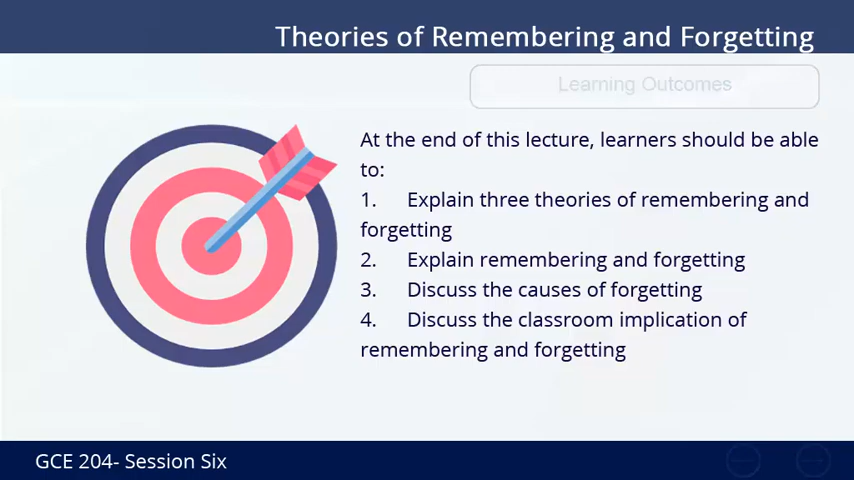 Theories of Remembering and Forgetting
Learning Outcomes
At the end of this lecture, learners should be able
to:
1. Explain three theories of remembering and
forgetting
2. Explain remembering and forgetting
3. Discuss the causes of forgetting
4. Discuss the classroom implication of
remembering and forgetting
GCE 204- Session Six